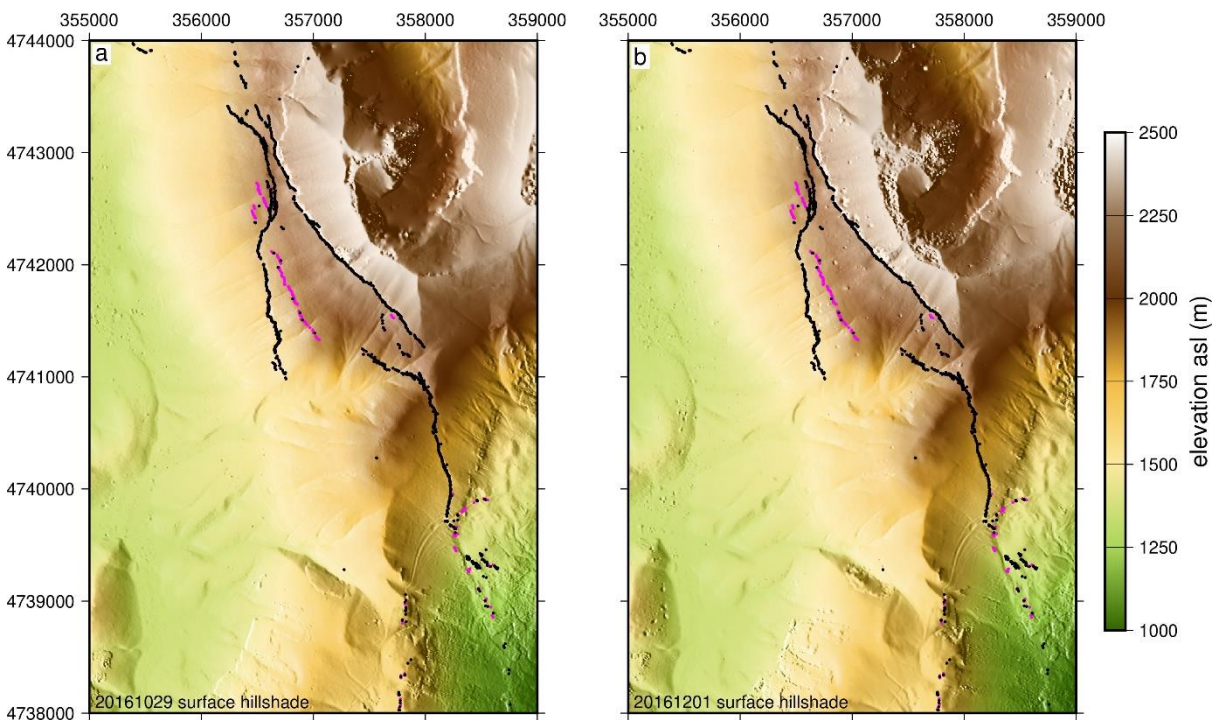 355000 356000 357000 358000 359000 355000 356000 357000 358000 359000
4744000
a
b
4743000
4742000
4741000
4740000
4739000
4738000
2500
2250
2000
1750
1500
1250
1000
elevation asl (m)
20161029 surface hillshade
20161201 surface hillshade